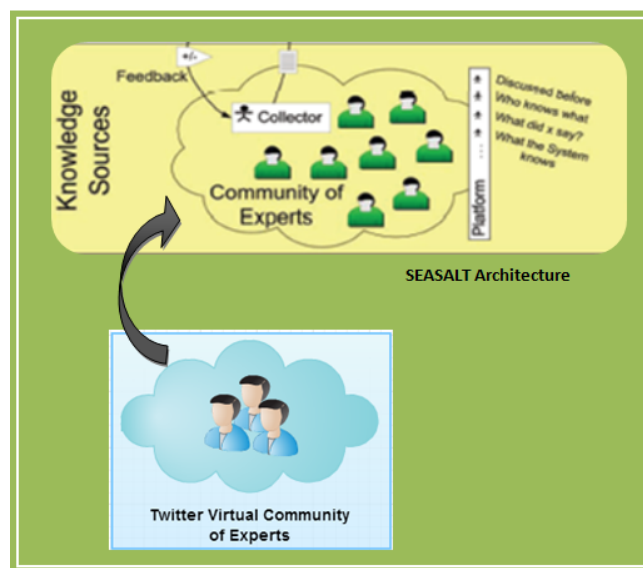 Knowledge
Sources
+/-
Feedback
Collector
Community of
Experts
Platform
Discussed before
Who knows what
What did x say?
What the System
knows
...
SEASALT Architecture
Twitter Virtual Community
of Experts